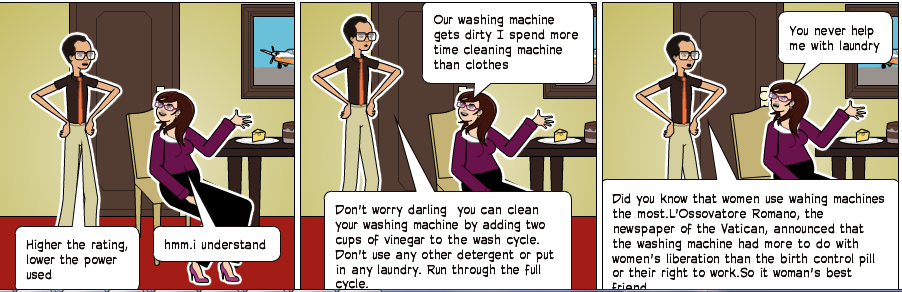 Higher the rating,
lower the power
used
hmm.i understand
Our washing machine
gets dirty I spend more
time cleaning machine
than clothes
Don't worry darling you can clean
your washing machine by adding two
cups of vinegar to the wash cycle.
Don't use any other detergent or put
in any laundry. Run through the full
cycle.
You never help
me with laundry
Did you know that women use wahing machines
the most.L'Ossovatore Romano, the
newspaper of the Vatican, announced that
the washing machine had more to do with
women's liberation than the birth control pill
or their right to work.So it woman's best
friend